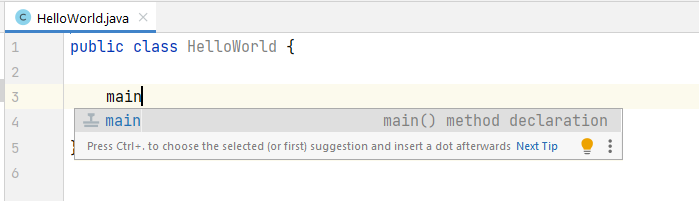 HelloWorld.java
1 public class HelloWorld {
2
3 main
4 main main() method declaration
5 }
Press Ctrl+. to choose the selected (or first) suggestion and insert a dot afterwards Next Tip
6